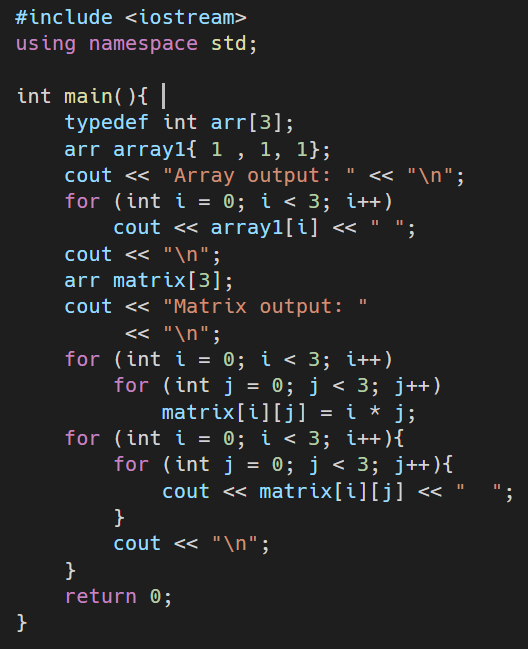 #include <iostream>
using namespace std;

int main(){
    typedef int arr[3];
    arr array1{ 1 , 1, 1};
    cout << "Array output: " << "\n";
    for (int i = 0; i < 3; i++)
        cout << array1[i] << " ";
    cout << "\n";
    arr matrix[3];
    cout << "Matrix output: "
         << "\n";
    for (int i = 0; i < 3; i++)
        for (int j = 0; j < 3; j++)
            matrix[i][j] = i * j;
    for (int i = 0; i < 3; i++){
        for (int j = 0; j < 3; j++){
            cout << matrix[i][j] << "  ";
        }
        cout << "\n";
    }
    return 0;
}